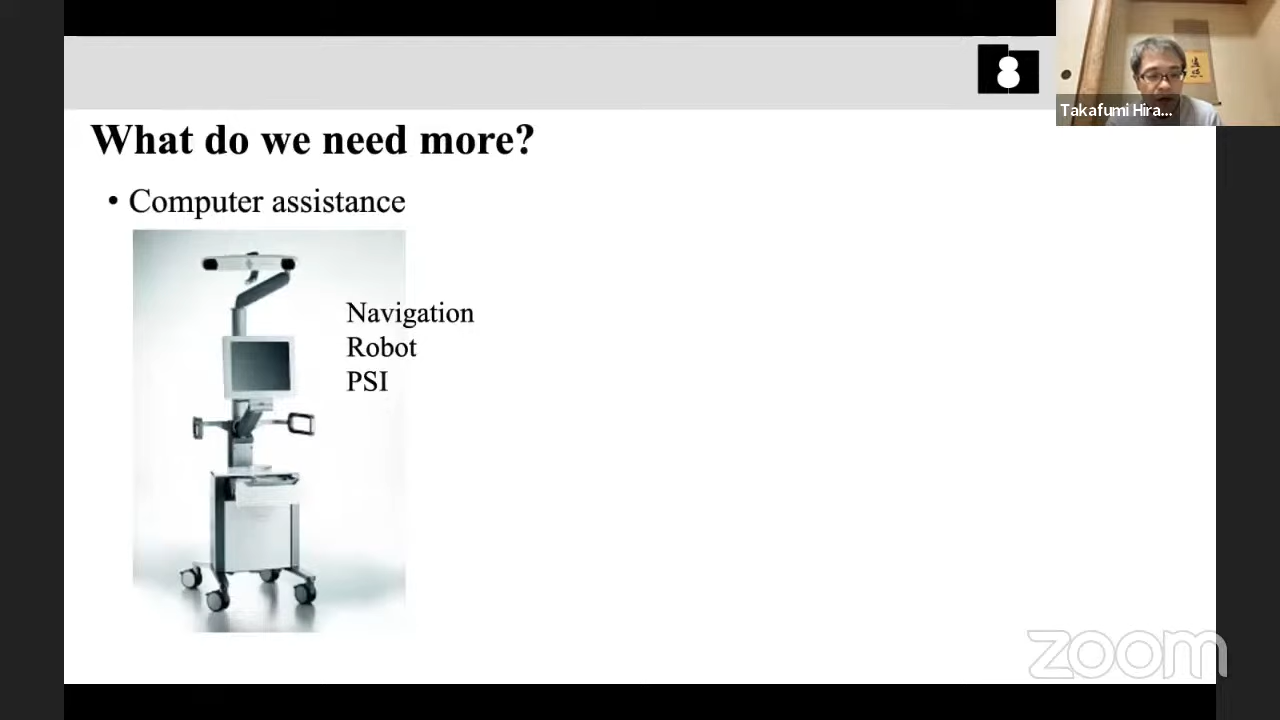 What do we need more?
• Computer assistance
Navigation
Robot
PSI
Takafumi Hira...
zoom